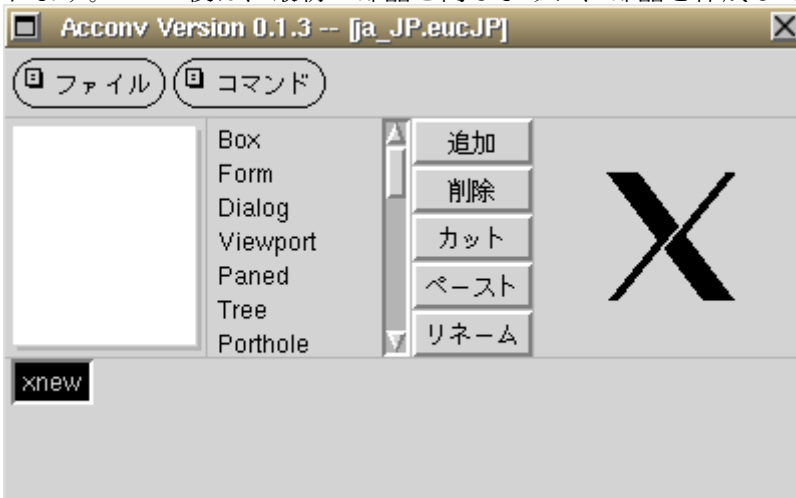 Acconv Version 0.1.3 -- [ja_JP.eucJP]
ファイル
コマンド
Box
Form
Dialog
Viewport
Paned
Tree
Porthole
追加
削除
カット
ペースト
リネーム
xnew